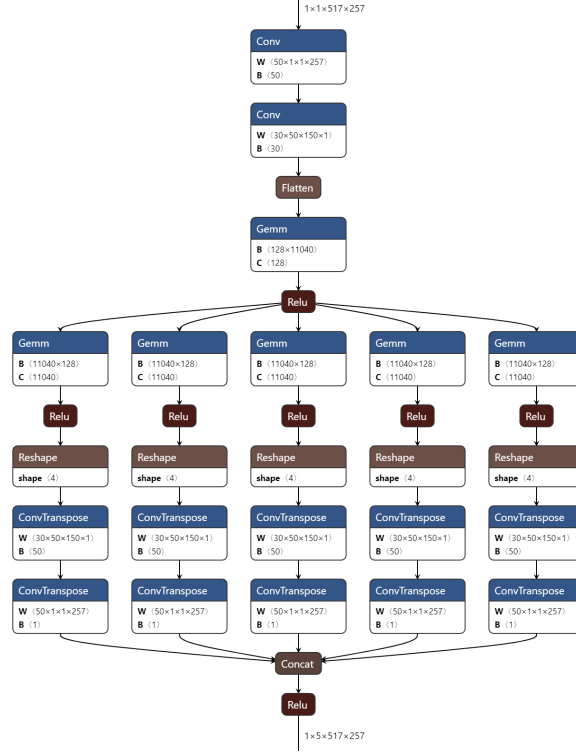 1×1×517×257
Conv
W ⟨50×1×1×257⟩
B ⟨50⟩
Conv
W ⟨30×50×150×1⟩
B ⟨30⟩
Flatten
Gemm
B ⟨128×11040⟩
C ⟨128⟩
Relu
Gemm Gemm Gemm Gemm Gemm
B ⟨11040×128⟩ B ⟨11040×128⟩ B ⟨11040×128⟩ B ⟨11040×128⟩ B ⟨11040×128⟩
C ⟨11040⟩ C ⟨11040⟩ C ⟨11040⟩ C ⟨11040⟩ C ⟨11040⟩
Relu Relu Relu Relu Relu
Reshape Reshape Reshape Reshape Reshape
shape ⟨4⟩ shape ⟨4⟩ shape ⟨4⟩ shape ⟨4⟩ shape ⟨4⟩
ConvTranspose ConvTranspose ConvTranspose ConvTranspose ConvTranspose
W ⟨30×50×150×1⟩ W ⟨30×50×150×1⟩ W ⟨30×50×150×1⟩ W ⟨30×50×150×1⟩ W ⟨30×50×150×1⟩
B ⟨50⟩ B ⟨50⟩ B ⟨50⟩ B ⟨50⟩ B ⟨50⟩
ConvTranspose ConvTranspose ConvTranspose ConvTranspose ConvTranspose
W ⟨50×1×1×257⟩ W ⟨50×1×1×257⟩ W ⟨50×1×1×257⟩ W ⟨50×1×1×257⟩ W ⟨50×1×1×257⟩
B ⟨1⟩ B ⟨1⟩ B ⟨1⟩ B ⟨1⟩ B ⟨1⟩
Concat
Relu
1×5×517×257